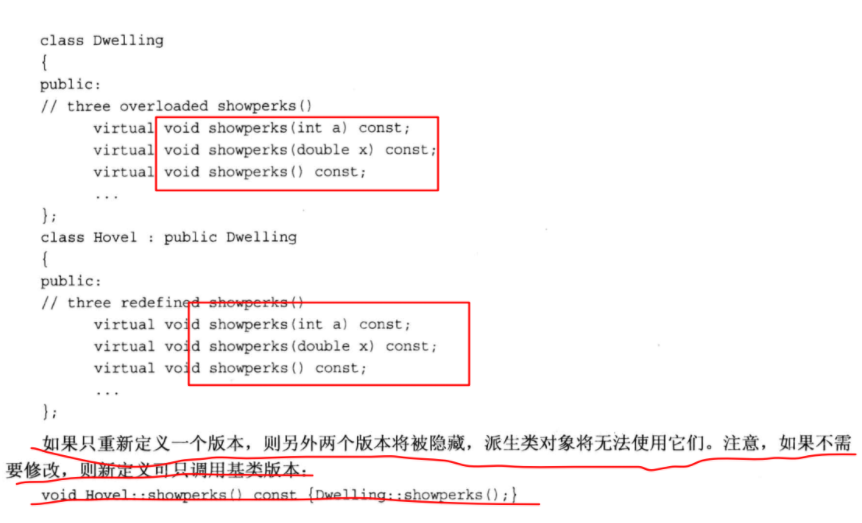 class Dwelling
{
public:
// three overloaded showperks()
virtual void showperks(int a) const;
virtual void showperks(double x) const;
virtual void showperks() const;
...
};
class Hovel : public Dwelling
{
public:
// three redefined showperks()
virtual void showperks(int a) const;
virtual void showperks(double x) const;
virtual void showperks() const;
...
};
如果只重新定义一个版本，则另外两个版本将被隐藏，派生类对象将无法使用它们。注意，如果不需
要修改，则新定义可只调用基类版本：
void Hovel::showperks() const {Dwelling::showperks();}